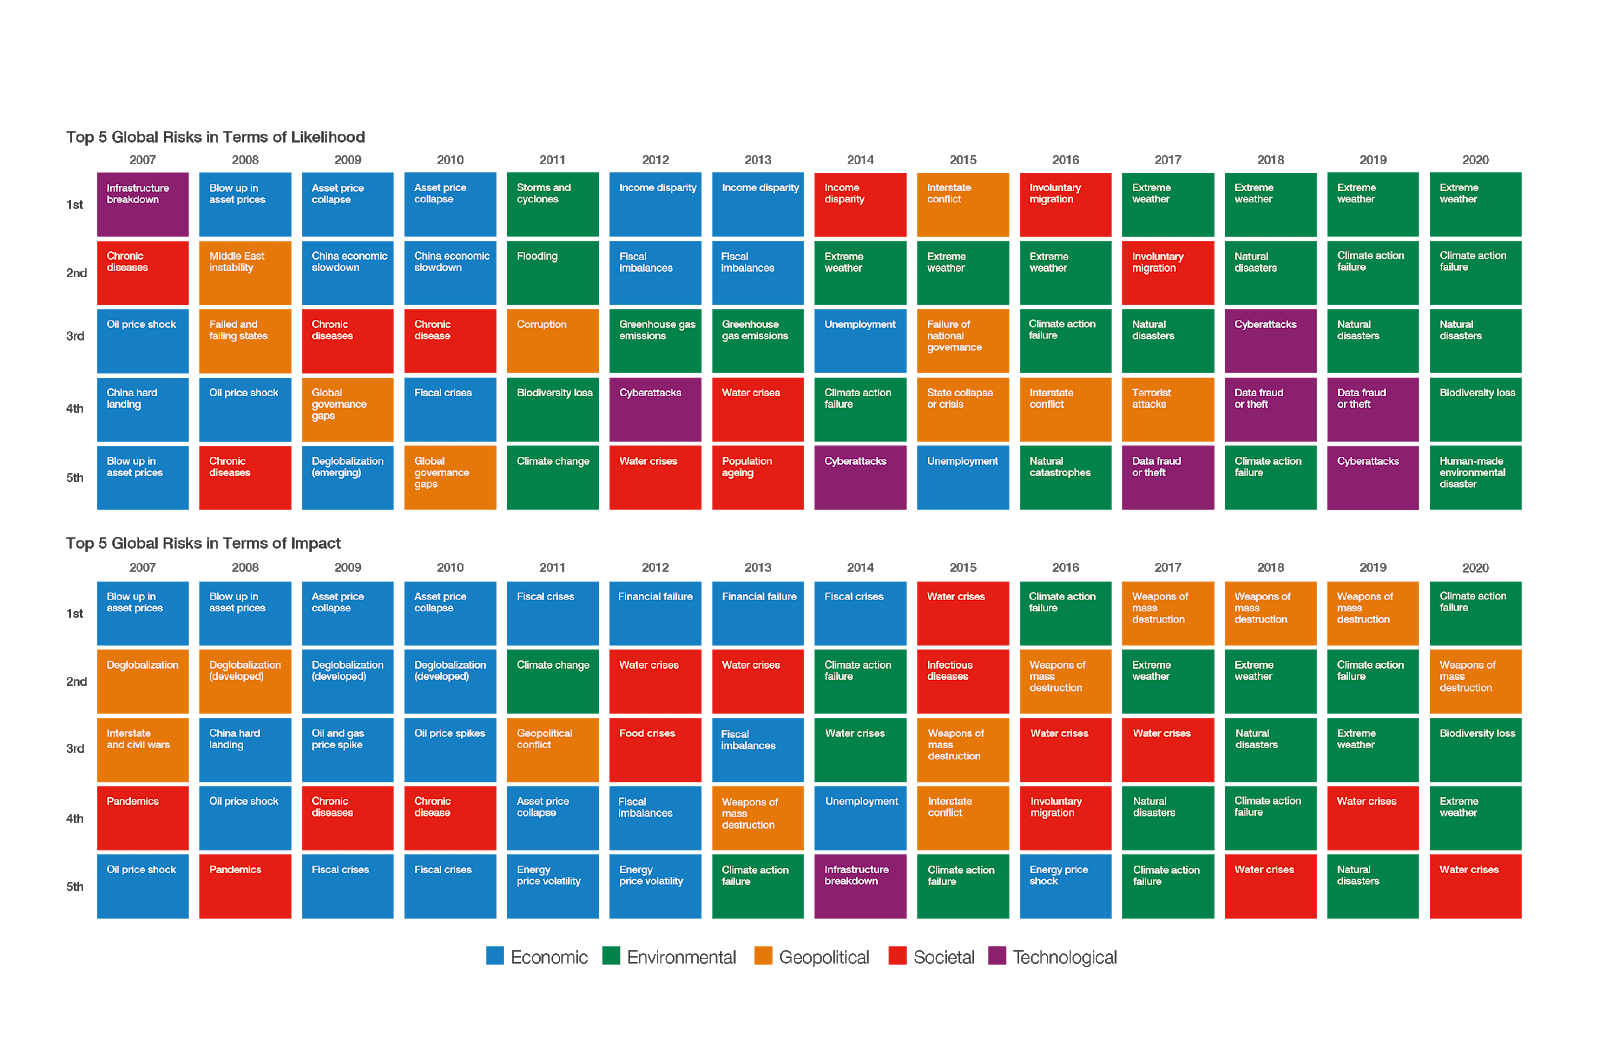 Top 5 Global Risks in Terms of Likelihood
2007 2008 2009 2010 2011 2012 2013 2014 2015 2016 2017 2018 2019 2020
1st
Infrastructure
breakdown
Blow up in
asset prices
Asset price
collapse
Asset price
collapse
Storms and
cyclones
Income disparity
Income disparity
Income
disparity
Interstate
conflict
Involuntary
migration
Extreme
weather
Extreme
weather
Extreme
weather
Extreme
weather
2nd
Chronic
diseases
Middle East
instability
China economic
slowdown
China economic
slowdown
Flooding
Fiscal
imbalances
Fiscal
imbalances
Extreme
weather
Extreme
weather
Extreme
weather
Involuntary
migration
Natural
disasters
Climate action
failure
Climate action
failure
3rd
Oil price shock
Failed and
failing states
Chronic
diseases
Chronic
disease
Corruption
Greenhouse gas
emissions
Greenhouse
gas emissions
Unemployment
Failure of
national
governance
Climate action
failure
Natural
disasters
Cyberattacks
Natural
disasters
Natural
disasters
4th
China hard
landing
Oil price shock
Global
governance
gaps
Fiscal crises
Biodiversity loss
Cyberattacks
Water crises
Climate action
failure
State collapse
or crisis
Interstate
conflict
Terrorist
attacks
Data fraud
or theft
Data fraud
or theft
Biodiversity loss
5th
Blow up in
asset prices
Chronic
diseases
Deglobalization
(emerging)
Global
governance
gaps
Climate change
Water crises
Population
ageing
Cyberattacks
Unemployment
Natural
catastrophes
Data fraud
or theft
Climate action
failure
Cyberattacks
Human-made
environmental
disaster
Top 5 Global Risks in Terms of Impact
2007 2008 2009 2010 2011 2012 2013 2014 2015 2016 2017 2018 2019 2020
1st
Blow up in
asset prices
Blow up in
asset prices
Asset price
collapse
Asset price
collapse
Fiscal crises
Financial failure
Financial failure
Fiscal crises
Water crises
Climate action
failure
Weapons of
mass
destruction
Weapons of
mass
destruction
Weapons of
mass
destruction
Climate action
failure
2nd
Deglobalization
Deglobalization
(developed)
Deglobalization
(developed)
Deglobalization
(developed)
Climate change
Water crises
Water crises
Climate action
failure
Infectious
diseases
Weapons of
mass
destruction
Extreme
weather
Extreme
weather
Climate action
failure
Weapons of
mass
destruction
3rd
Interstate
and civil wars
China hard
landing
Oil and gas
price spike
Oil price spikes
Geopolitical
conflict
Food crises
Fiscal
imbalances
Water crises
Weapons of
mass
destruction
Water crises
Water crises
Natural
disasters
Extreme
weather
Biodiversity loss
4th
Pandemics
Oil price shock
Chronic
diseases
Chronic
disease
Asset price
collapse
Fiscal
imbalances
Weapons of
mass
destruction
Unemployment
Interstate
conflict
Involuntary
migration
Natural
disasters
Climate action
failure
Water crises
Extreme
weather
5th
Oil price shock
Pandemics
Fiscal crises
Fiscal crises
Energy
price volatility
Energy
price volatility
Climate action
failure
Infrastructure
breakdown
Climate action
failure
Energy price
shock
Climate action
failure
Water crises
Natural
disasters
Water crises
Economic Environmental Geopolitical Societal Technological